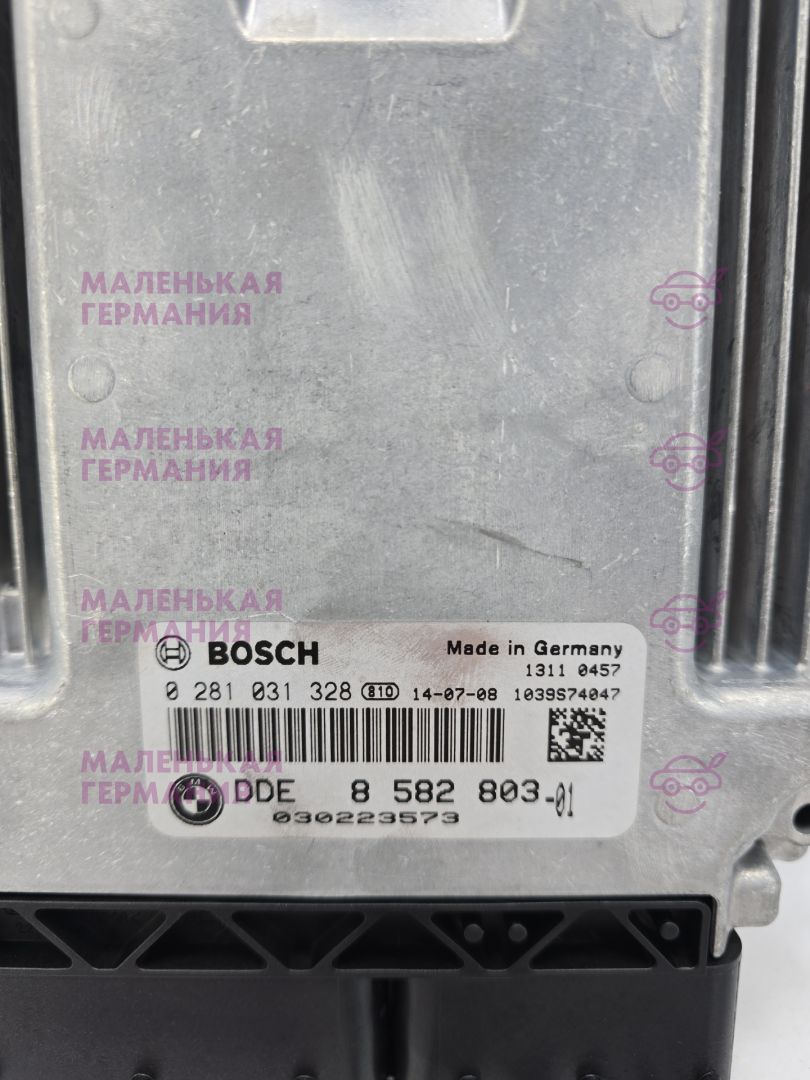 МАЛЕНЬКАЯ
ГЕРМАНИЯ
МАЛЕНЬКАЯ
ГЕРМАНИЯ
МАЛЕНЬКАЯ
ГЕРМАНИЯ
BOSCH
Made in Germany
1311 0457
0 281 031 328 810 14-07-08 1039S74047
МАЛЕНЬКАЯ
ГЕРМАНИЯ
DDE 8 582 803-01
030223573